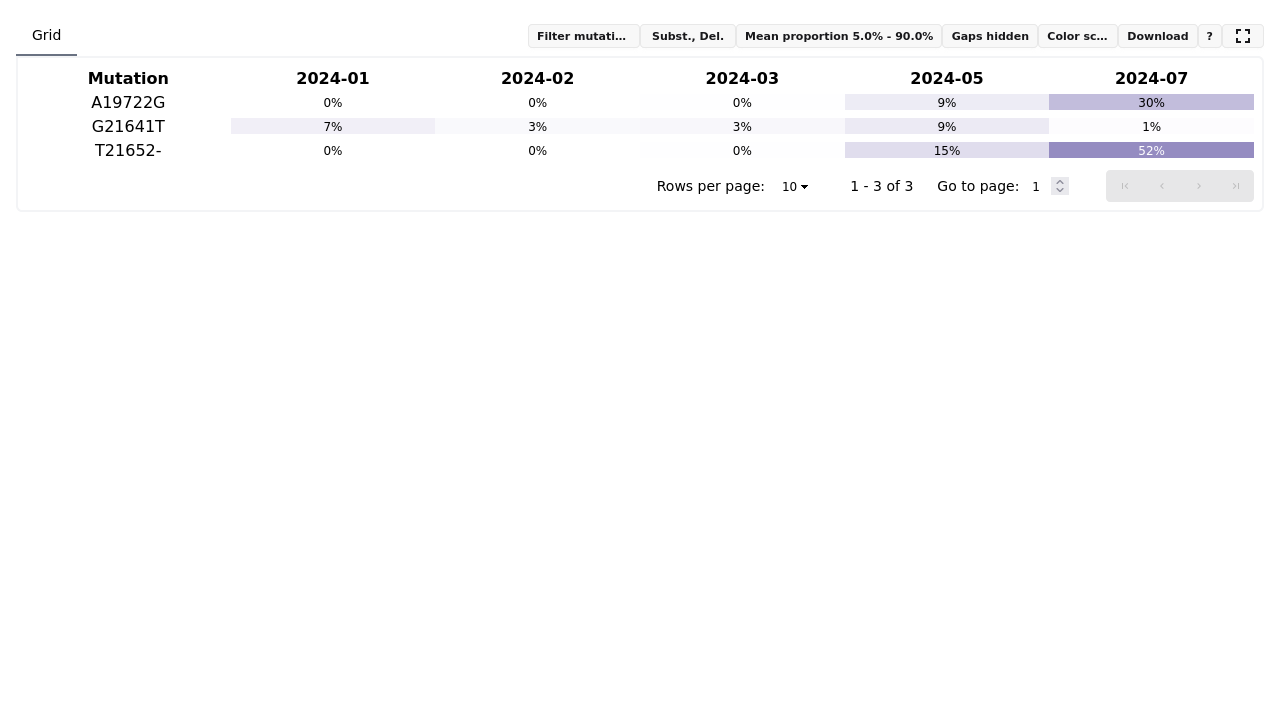 Grid Filter mutati… Subst., Del. Mean proportion 5.0% - 90.0% Gaps hidden Color sc… Download ?
Mutation 2024-01 2024-02 2024-03 2024-05 2024-07
A19722G 0% 0% 0% 9% 30%
G21641T 7% 3% 3% 9% 1%
T21652- 0% 0% 0% 15% 52%
Rows per page: 10 1 - 3 of 3 Go to page: 1